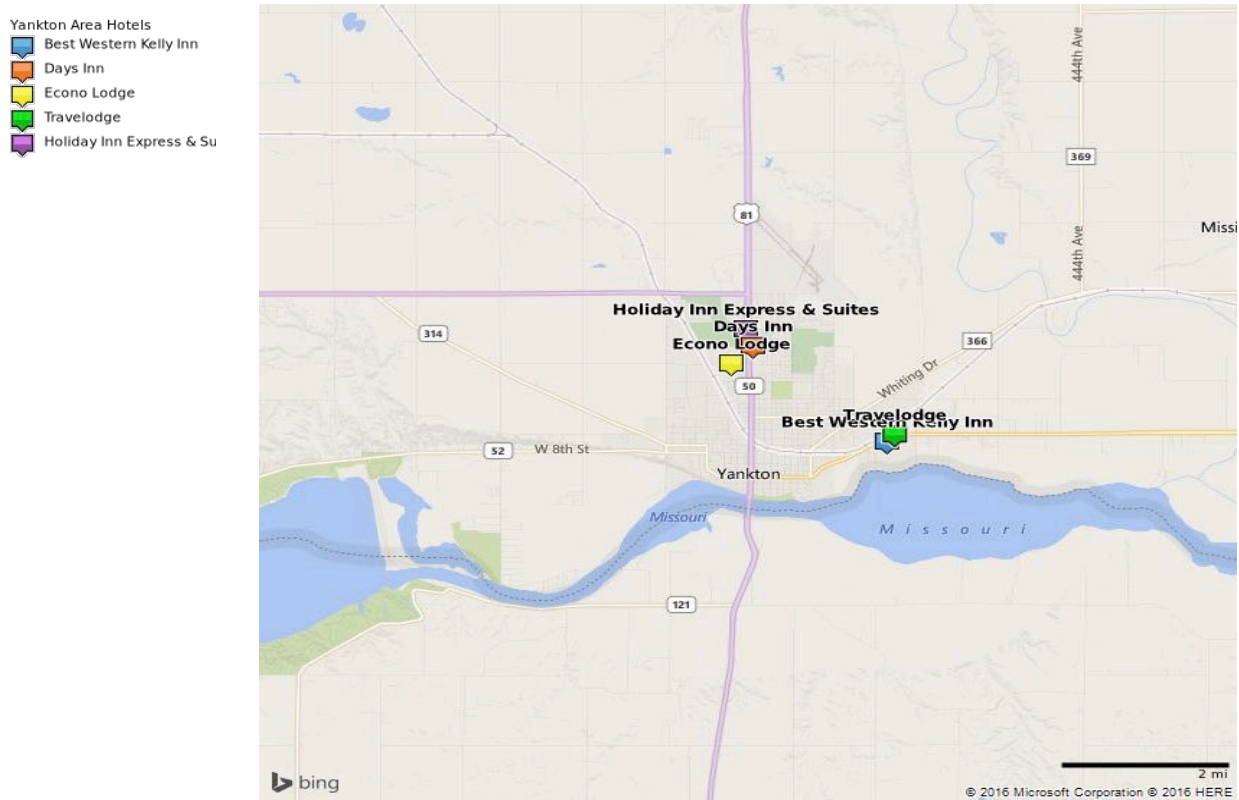 Yankton Area Hotels
Best Western Kelly Inn
Days Inn
Econo Lodge
Travelodge
Holiday Inn Express & Su
444th Ave
369
81
444th Ave
Missi
Holiday Inn Express & Suites
Days Inn
Econo Lodge
314
366
Whiting Dr
50
Travelodge
Best Western Kelly Inn
52
W 8th St
Yankton
Missouri
Missouri
121
2 mi
bing
© 2016 Microsoft Corporation © 2016 HERE